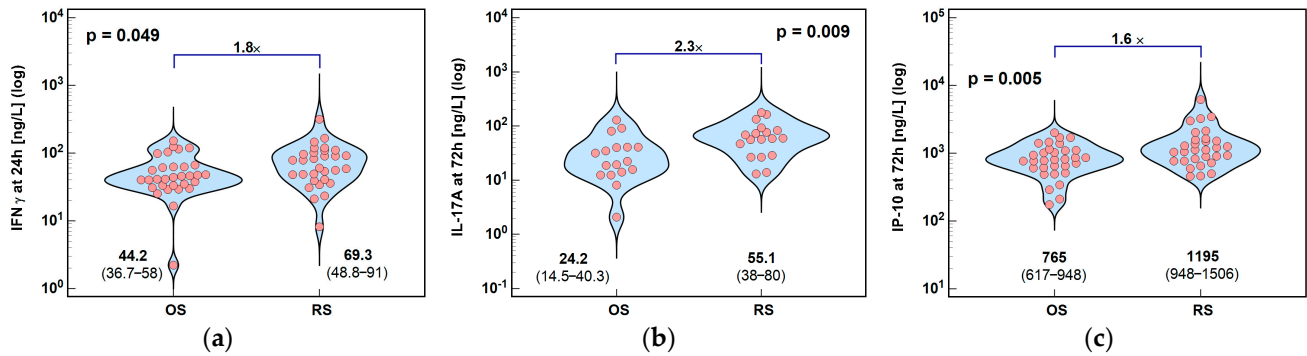 p = 0.049
1.8×
IFN γ at 24h [ng/L] (log)
10⁴
10³
10²
10¹
10⁰
44.2
(36.7–58)
69.3
(48.8–91)
OS
RS
(a)
p = 0.009
2.3×
IL-17A at 72h [ng/L] (log)
10⁴
10³
10²
10¹
10⁰
10⁻¹
24.2
(14.5–40.3)
55.1
(38–80)
OS
RS
(b)
1.6 ×
p = 0.005
IP-10 at 72h [ng/L] (log)
10⁵
10⁴
10³
10²
10¹
765
(617–948)
1195
(948–1506)
OS
RS
(c)